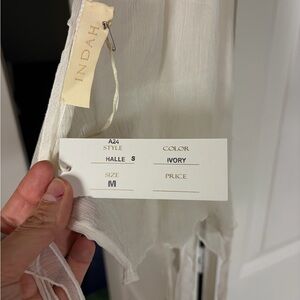 INDAH
A24
STYLE COLOR
HALLE S IVORY
SIZE PRICE
M